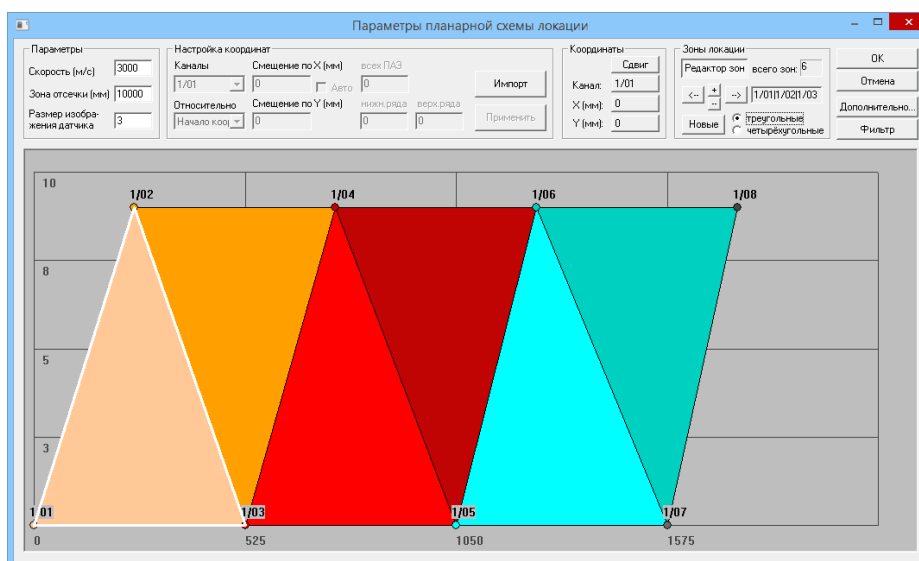 Параметры планарной схемы локации
Параметры
Скорость (м/с) 3000
Зона отсечки (мм) 10000
Размер изобра-
жения датчика 3
Настройка координат
Каналы Смещение по X (мм) всех ПАЗ
1/01 0 Авто 0
Относительно Смещение по Y (мм) нижн.ряда верх.ряда
Начало коор 0 0 0
Импорт
Применить
Координаты
Сдвиг
Канал: 1/01
X (мм): 0
Y (мм): 0
Зоны локации
Редактор зон всего зон: 6
<-- + -- --> 1/01|1/02|1/03
Новые треугольные
четырёхугольные
OK
Отмена
Дополнительно...
Фильтр
10
1/02 1/04 1/06 1/08
8
5
3
1/01 1/03 1/05 1/07
0 525 1050 1575